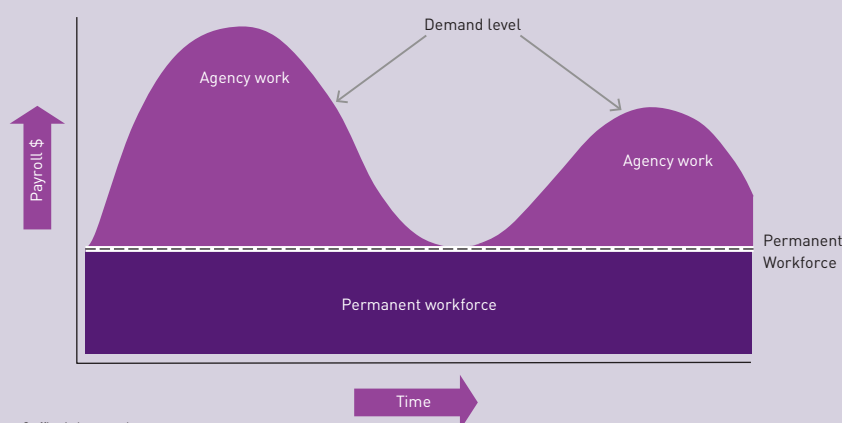 Demand level
Agency work
Agency work
Payroll $
Permanent
Workforce
Permanent workforce
Time